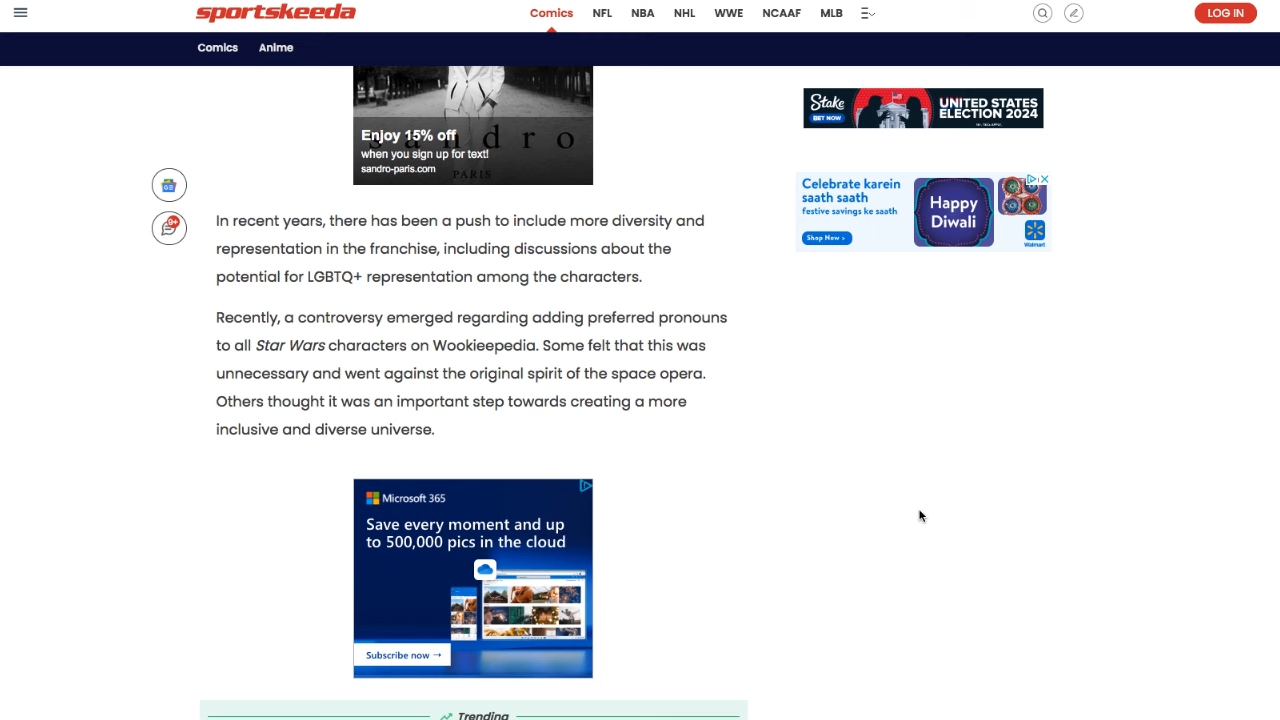 sportskeeda
Comics NFL NBA NHL WWE NCAAF MLB
LOG IN
Comics Anime
Enjoy 15% off
sandro
when you sign up for text!
sandro-paris.com
PARIS
Stake
BET NOW
UNITED STATES
ELECTION 2024
Celebrate karein
saath saath
festive savings ke saath
Shop Now >
Happy
Diwali
Walmart
GE
9+
In recent years, there has been a push to include more diversity and
representation in the franchise, including discussions about the
potential for LGBTQ+ representation among the characters.
Recently, a controversy emerged regarding adding preferred pronouns
to all Star Wars characters on Wookieepedia. Some felt that this was
unnecessary and went against the original spirit of the space opera.
Others thought it was an important step towards creating a more
inclusive and diverse universe.
Microsoft 365
Save every moment and up
to 500,000 pics in the cloud
Subscribe now →
Trending